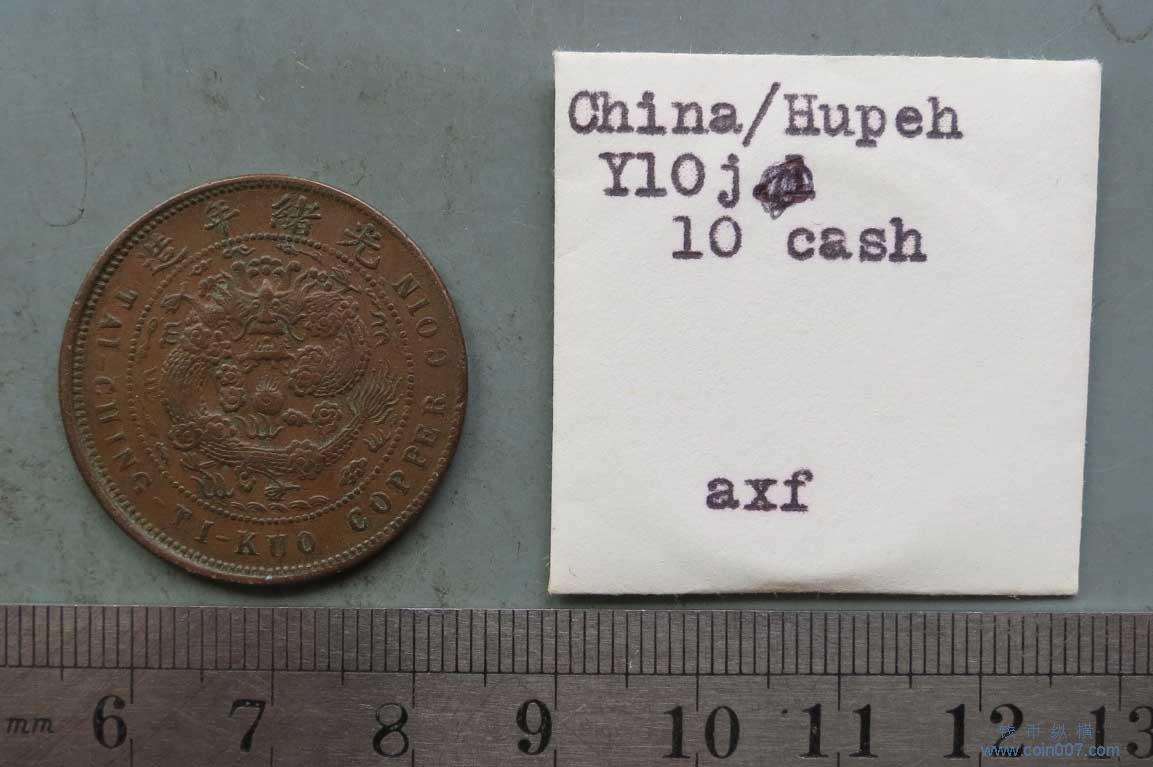 China/Hupeh
Y10j
10 cash
axf
光緒年造
TAI-CHING-TI-KUO COPPER COIN
mm 6 7 8 9 10 11 12 13
钱币纵横
www.coin007.com